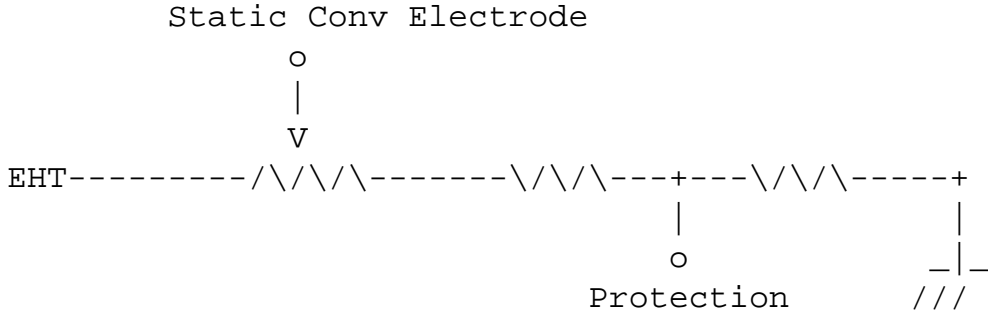 Static Conv Electrode
o
|
V
EHT---------/\/\/\-------\/\/\---+---\/\/\-----+
| |
o _|_
Protection ///